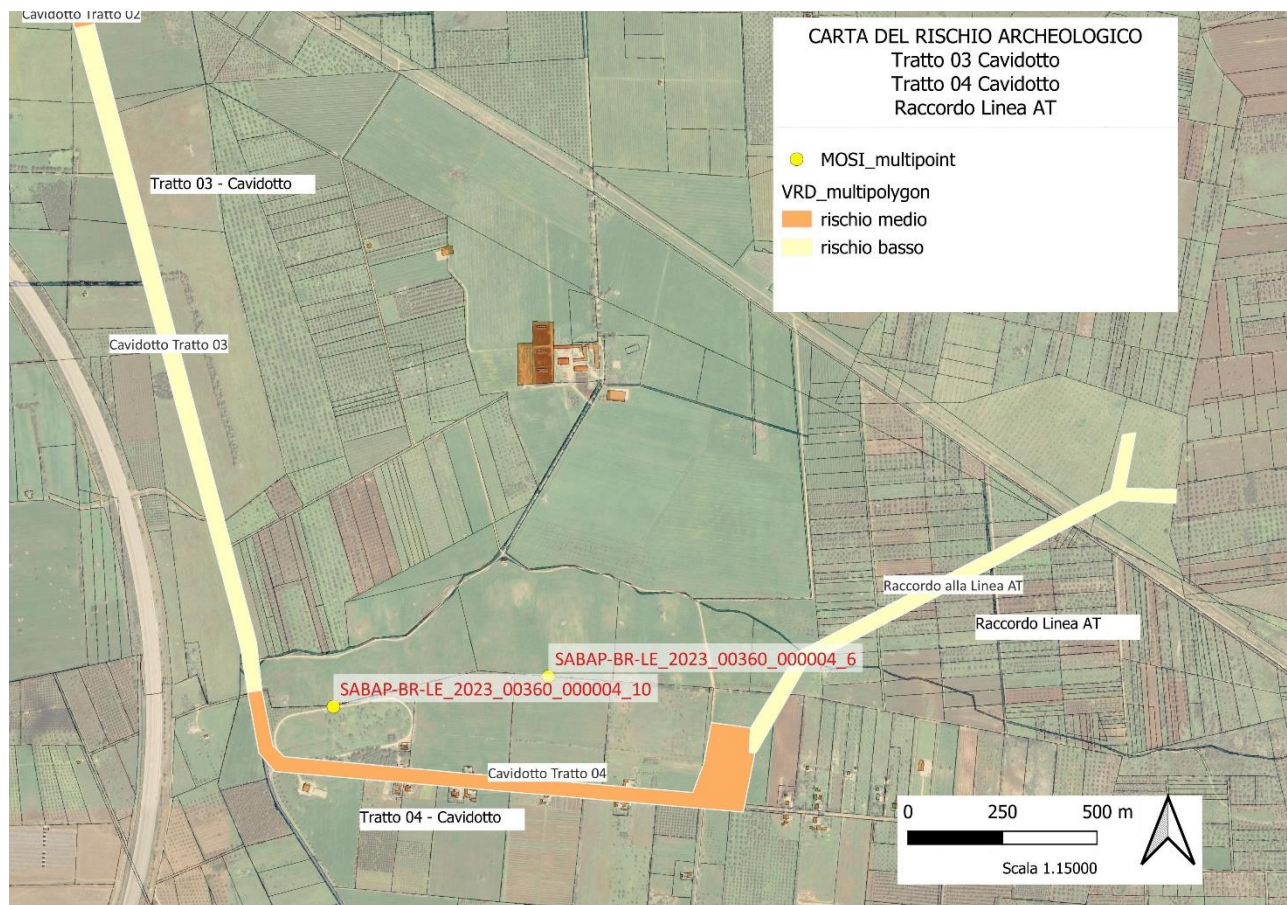 Cavidotto Tratto 02
CARTA DEL RISCHIO ARCHEOLOGICO
Tratto 03 Cavidotto
Tratto 04 Cavidotto
Raccordo Linea AT
MOSI_multipoint
VRD_multipolygon
rischio medio
rischio basso
Tratto 03 - Cavidotto
Cavidotto Tratto 03
Raccordo alla Linea AT
Raccordo Linea AT
SABAP-BR-LE_2023_00360_000004_6
SABAP-BR-LE_2023_00360_000004_10
Cavidotto Tratto 04
Tratto 04 - Cavidotto
0 250 500 m
Scala 1.15000